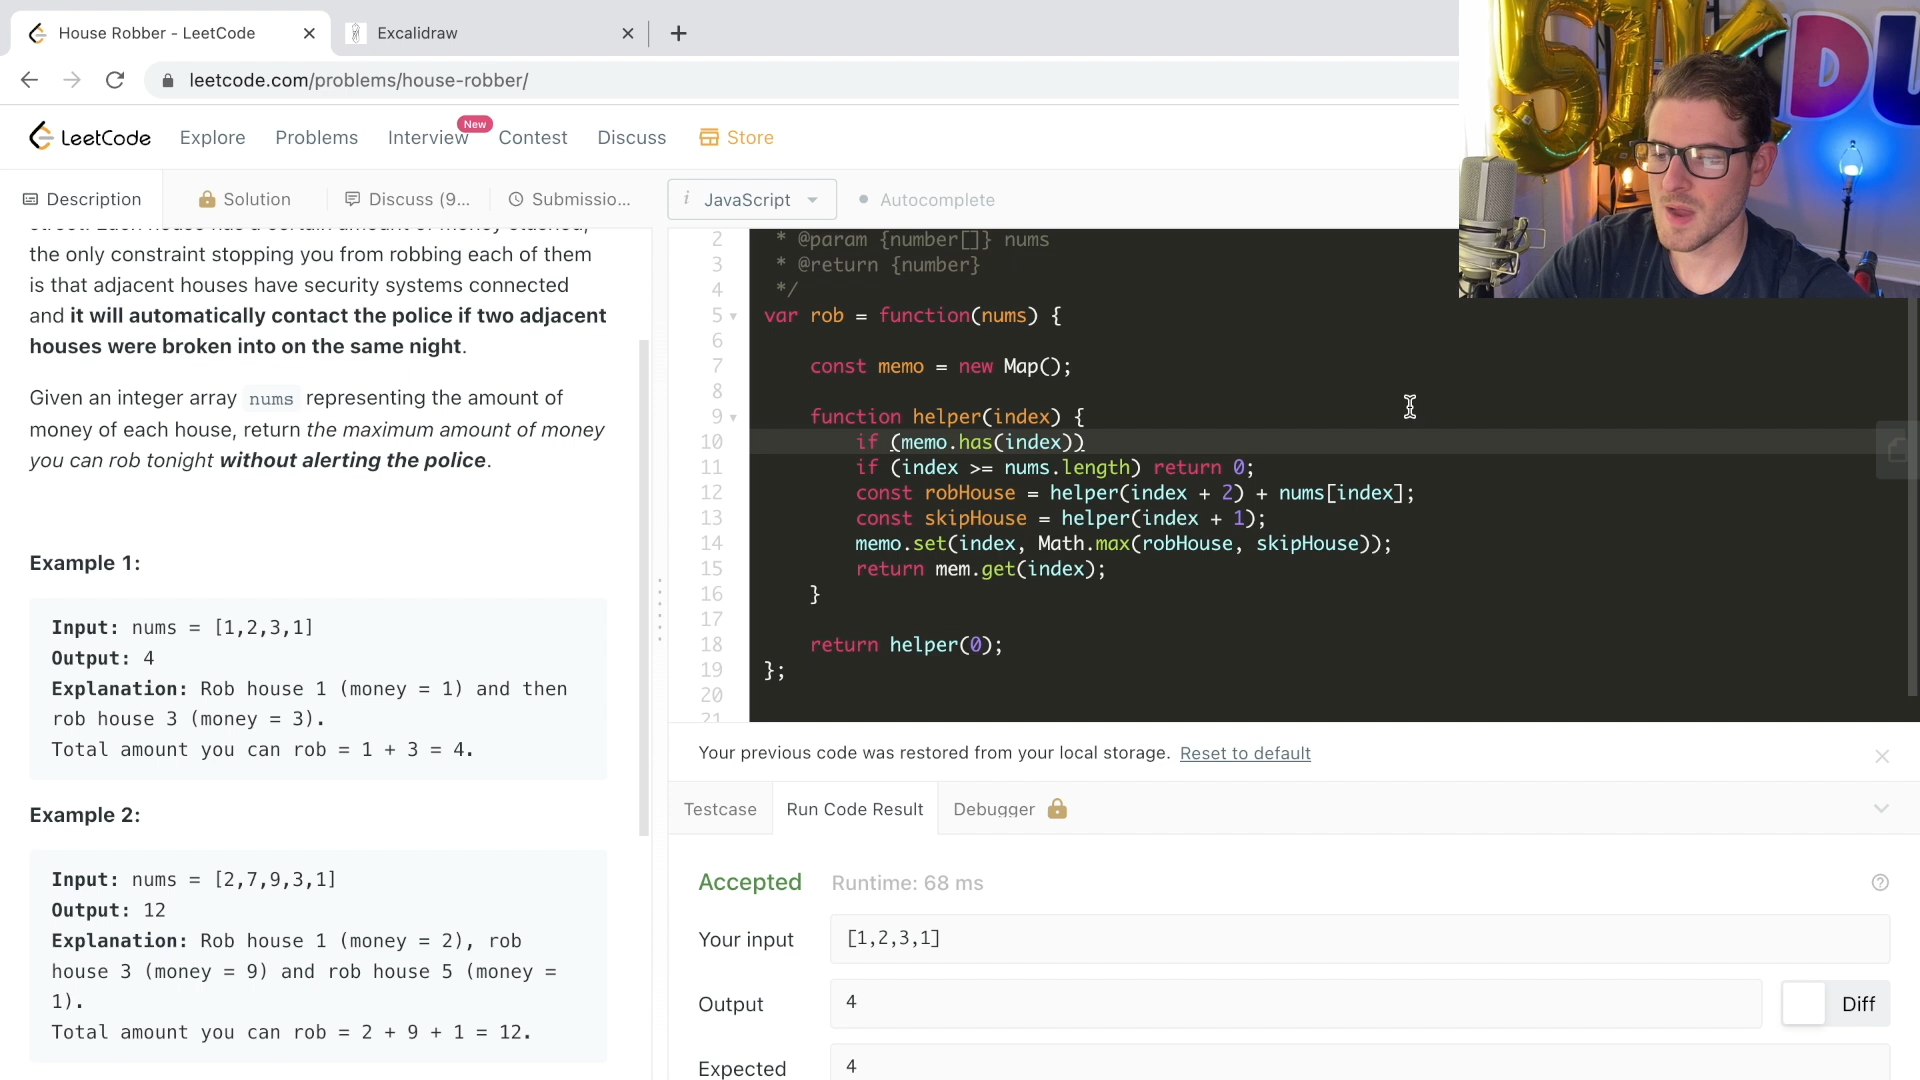 House Robber - LeetCode
Excalidraw
leetcode.com/problems/house-robber/
LeetCode
Explore
Problems
Interview
New
Contest
Discuss
Store
Description
Solution
Discuss (9...
Submissio...
i JavaScript
Autocomplete
street. Each house has a certain amount of money stashed,
the only constraint stopping you from robbing each of them
is that adjacent houses have security systems connected
and it will automatically contact the police if two adjacent
houses were broken into on the same night.
Given an integer array nums representing the amount of
money of each house, return the maximum amount of money
you can rob tonight without alerting the police.
Example 1:
Input: nums = [1,2,3,1]
Output: 4
Explanation: Rob house 1 (money = 1) and then
rob house 3 (money = 3).
Total amount you can rob = 1 + 3 = 4.
Example 2:
Input: nums = [2,7,9,3,1]
Output: 12
Explanation: Rob house 1 (money = 2), rob
house 3 (money = 9) and rob house 5 (money =
1).
Total amount you can rob = 2 + 9 + 1 = 12.
2 * @param {number[]} nums
3 * @return {number}
4 */
5 var rob = function(nums) {
6
7 const memo = new Map();
8
9 function helper(index) {
10 if (memo.has(index))
11 if (index >= nums.length) return 0;
12 const robHouse = helper(index + 2) + nums[index];
13 const skipHouse = helper(index + 1);
14 memo.set(index, Math.max(robHouse, skipHouse));
15 return mem.get(index);
16 }
17
18 return helper(0);
19 };
20
21
Your previous code was restored from your local storage. Reset to default
Testcase
Run Code Result
Debugger
Accepted
Runtime: 68 ms
Your input
[1,2,3,1]
Output
4
Diff
Expected
4
51K
DU